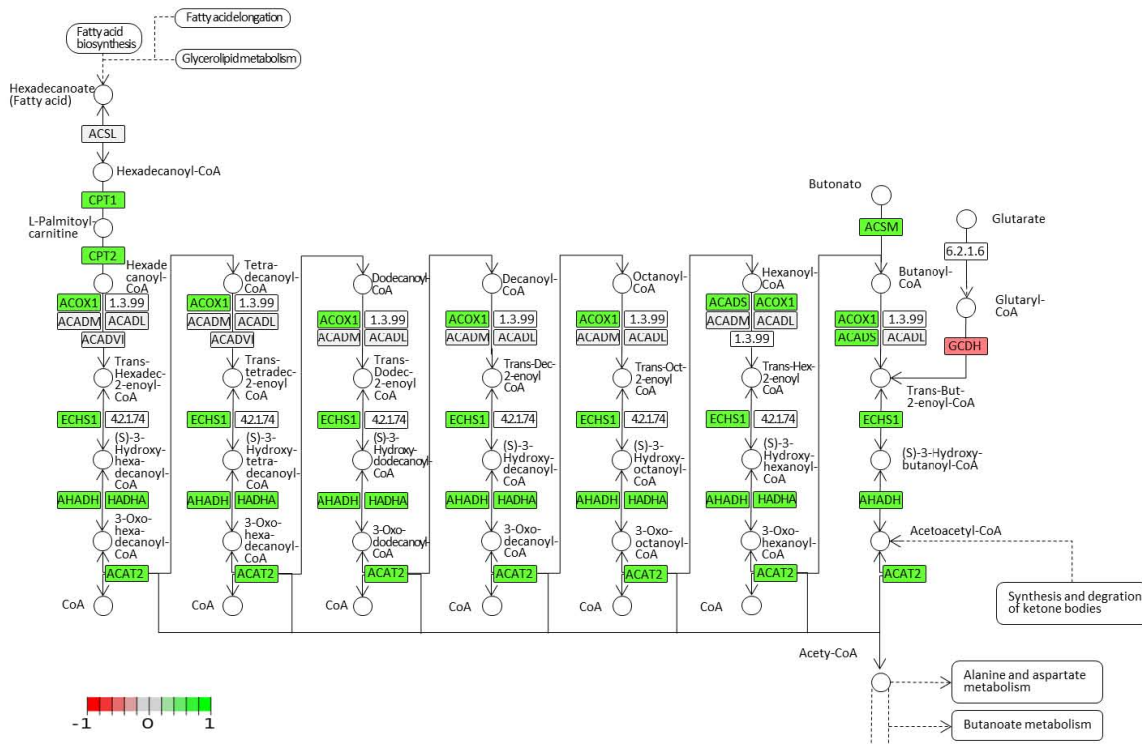 Fatty acid elongation
Fatty acid
biosynthesis
Glycerolipid metabolism
Hexadecanoate
(Fatty acid)
ACSL
Hexadecanoyl-CoA
CPT1
L-Palmitoyl-
carnitine
CPT2
Butonato
ACSM
Glutarate
6.2.1.6
Glutaryl-
CoA
GCDH
Hexade
canoyl-
CoA
Tetra-
decanoyl-
CoA
Dodecanoyl-
CoA
Decanoyl-
CoA
Octanoyl-
CoA
Hexanoyl-
CoA
Butanoyl-
CoA
ACOX1 1.3.99
ACADM ACADL
ACADVI
ACOX1 1.3.99
ACADM ACADL
ACADVI
ACOX1 1.3.99
ACADM ACADL
ACOX1 1.3.99
ACADM ACADL
ACOX1 1.3.99
ACADM ACADL
ACADS ACOX1
ACADM ACADL
1.3.99
ACOX1 1.3.99
ACADS ACADL
Trans-
Hexadec-
2-enoyl-
CoA
Trans-
tetradec-
2-enoyl-
CoA
Trans-
Dodec-
2-enoyl-
CoA
Trans-Dec-
2-enoyl
CoA
Trans-Oct-
2-enoyl
CoA
Trans-Hex-
2-enoyl
CoA
Trans-But-
2-enoyl-CoA
ECHS1 4.2.1.74
ECHS1 4.2.1.74
ECHS1 4.2.1.74
ECHS1 4.2.1.74
ECHS1 4.2.1.74
ECHS1 4.2.1.74
ECHS1
(S)-3-
Hydroxy-
hexa-
decanoyl-
CoA
(S)-3-
Hydroxy-
tetra-
decanoyl-
CoA
(S)-3-
Hydroxy-
dodecanoyl-
CoA
(S)-3-
Hydroxy-
decanoyl-
CoA
(S)-3-
Hydroxy-
octanoyl-
CoA
(S)-3-
Hydroxy-
hexanoyl-
CoA
(S)-3-Hydroxy-
butanoyl-CoA
AHADH HADHA
AHADH HADHA
AHADH HADHA
AHADH HADHA
AHADH HADHA
AHADH HADHA
AHADH
3-Oxo-
hexa-
decanoyl-
CoA
3-Oxo-
hexa-
decanoyl-
CoA
3-Oxo-
dodecanoyl-
CoA
3-Oxo-
decanoyl-
CoA
3-Oxo-
octanoyl-
CoA
3-Oxo-
hexanoyl-
CoA
Acetoacetyl-CoA
ACAT2
ACAT2
ACAT2
ACAT2
ACAT2
ACAT2
ACAT2
CoA
CoA
CoA
CoA
CoA
CoA
Synthesis and degration
of ketone bodies
Acety-CoA
Alanine and aspartate
metabolism
Butanoate metabolism
-1 0 1